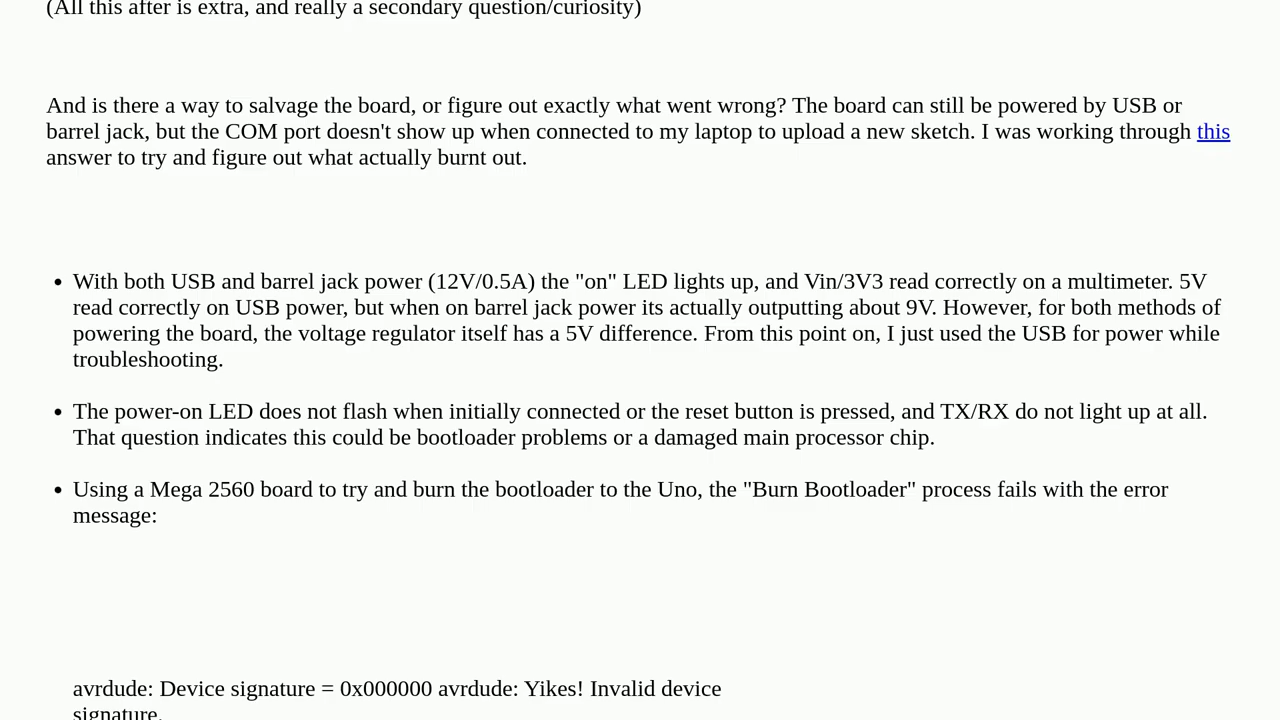 (All this after is extra, and really a secondary question/curiosity)
And is there a way to salvage the board, or figure out exactly what went wrong? The board can still be powered by USB or
barrel jack, but the COM port doesn't show up when connected to my laptop to upload a new sketch. I was working through this
answer to try and figure out what actually burnt out.
• With both USB and barrel jack power (12V/0.5A) the "on" LED lights up, and Vin/3V3 read correctly on a multimeter. 5V
read correctly on USB power, but when on barrel jack power its actually outputting about 9V. However, for both methods of
powering the board, the voltage regulator itself has a 5V difference. From this point on, I just used the USB for power while
troubleshooting.
• The power-on LED does not flash when initially connected or the reset button is pressed, and TX/RX do not light up at all.
That question indicates this could be bootloader problems or a damaged main processor chip.
• Using a Mega 2560 board to try and burn the bootloader to the Uno, the "Burn Bootloader" process fails with the error
message:
avrdude: Device signature = 0x000000 avrdude: Yikes! Invalid device
signature.